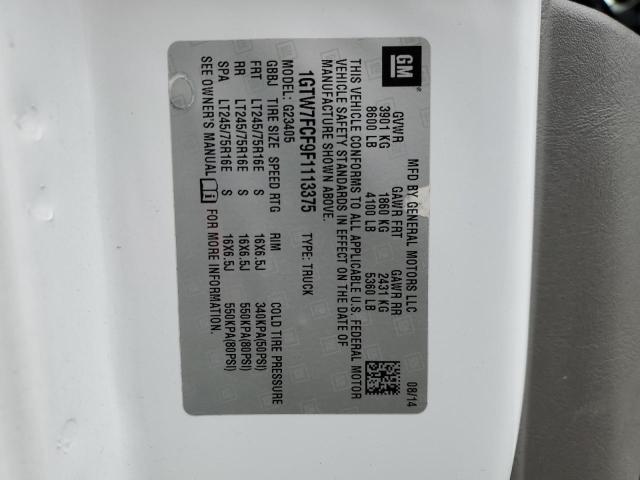 GM
MFD BY GENERAL MOTORS LLC 08/14
GVWR GAWR FRT GAWR RR
3901 KG 1860 KG 2431 KG
8600 LB 4100 LB 5360 LB
THIS VEHICLE CONFORMS TO ALL APPLICABLE U.S. FEDERAL MOTOR
VEHICLE SAFETY STANDARDS IN EFFECT ON THE DATE OF
MANUFACTURE SHOWN ABOVE.
1GTW7FCF9F1113375 TYPE: TRUCK
MODEL: G23405
GBBJ TIRE SIZE SPEED RTG RIM COLD TIRE PRESSURE
FRT LT245/75R16E S 16X6.5J 340KPA(50PSI)
RR LT245/75R16E S 16X6.5J 550KPA(80PSI)
SPA LT245/75R16E S 16X6.5J 550KPA(80PSI)
SEE OWNER'S MANUAL FOR MORE INFORMATION.